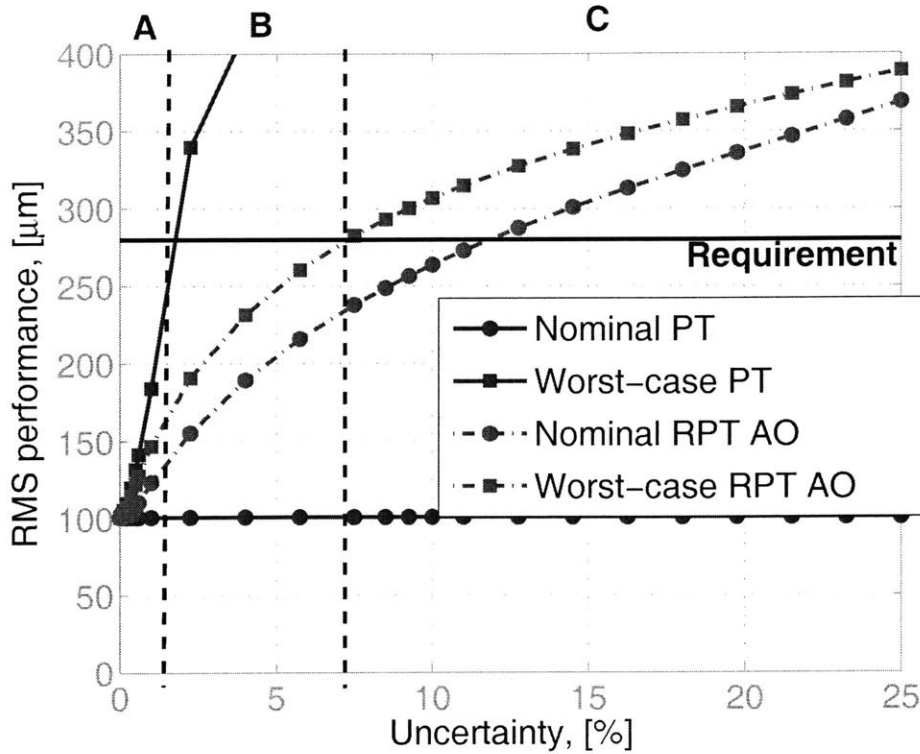 A B C
400
350
300
250
200
150
100
50
0
RMS performance, [μm]
Requirement
Nominal PT
Worst-case PT
Nominal RPT AO
Worst-case RPT AO
0 5 10 15 20 25
Uncertainty, [%]